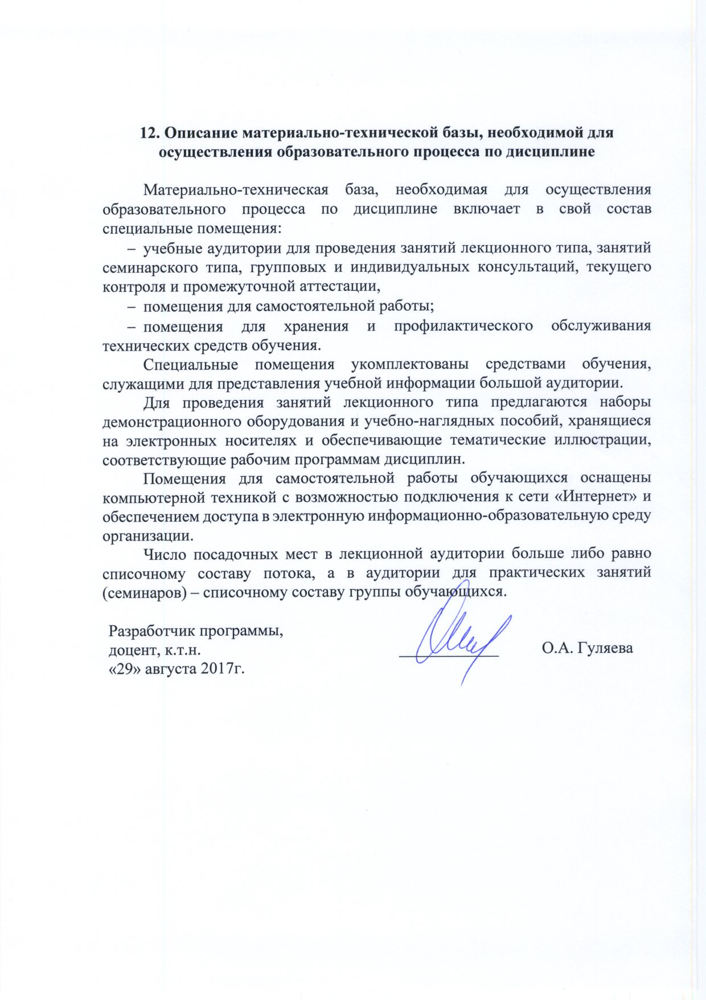 12. Описание материально-технической базы, необходимой для
осуществления образовательного процесса по дисциплине
Материально-техническая база, необходимая для осуществления
образовательного процесса по дисциплине включает в свой состав
специальные помещения:
– учебные аудитории для проведения занятий лекционного типа, занятий
семинарского типа, групповых и индивидуальных консультаций, текущего
контроля и промежуточной аттестации,
– помещения для самостоятельной работы;
– помещения для хранения и профилактического обслуживания
технических средств обучения.
Специальные помещения укомплектованы средствами обучения,
служащими для представления учебной информации большой аудитории.
Для проведения занятий лекционного типа предлагаются наборы
демонстрационного оборудования и учебно-наглядных пособий, хранящиеся
на электронных носителях и обеспечивающие тематические иллюстрации,
соответствующие рабочим программам дисциплин.
Помещения для самостоятельной работы обучающихся оснащены
компьютерной техникой с возможностью подключения к сети «Интернет» и
обеспечением доступа в электронную информационно-образовательную среду
организации.
Число посадочных мест в лекционной аудитории больше либо равно
списочному составу потока, а в аудитории для практических занятий
(семинаров) – списочному составу группы обучающихся.
Разработчик программы,
доцент, к.т.н. О.А. Гуляева
«29» августа 2017г.